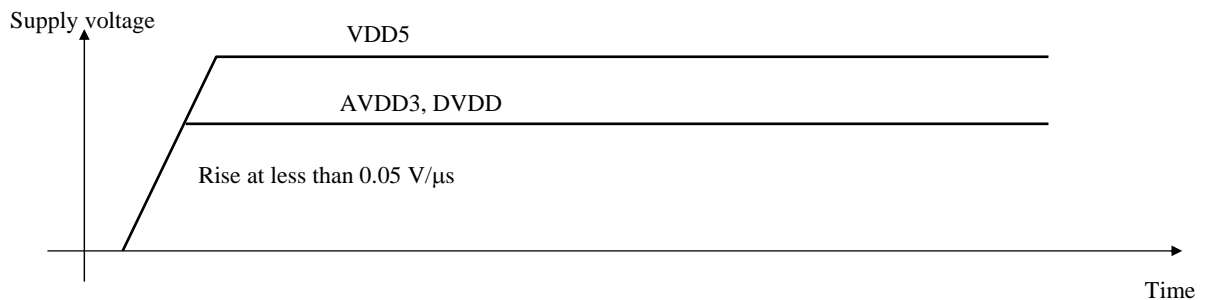 Supply voltage
VDD5
AVDD3, DVDD
Rise at less than 0.05 V/μs
Time